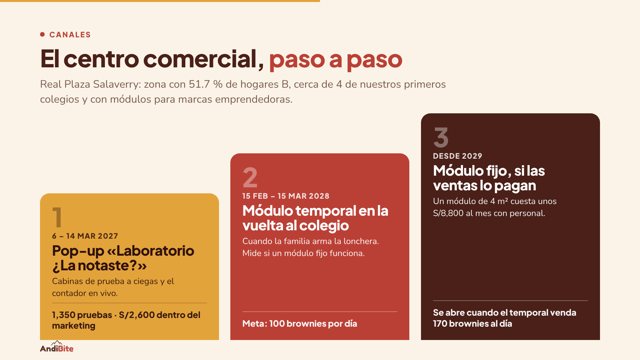 CANALES
El centro comercial, paso a paso
Real Plaza Salaverry: zona con 51.7 % de hogares B, cerca de 4 de nuestros primeros
colegios y con módulos para marcas emprendedoras.
1
6 – 14 MAR 2027
Pop-up «Laboratorio
¿La notaste?»
Cabinas de prueba a ciegas y el
contador en vivo.
1,350 pruebas · S/2,600 dentro del
marketing
2
15 FEB – 15 MAR 2028
Módulo temporal en la
vuelta al colegio
Cuando la familia arma la lonchera.
Mide si un módulo fijo funciona.
Meta: 100 brownies por día
3
DESDE 2029
Módulo fijo, si las
ventas lo pagan
Un módulo de 4 m² cuesta unos
S/8,800 al mes con personal.
Se abre cuando el temporal venda
170 brownies al día
AndiBite